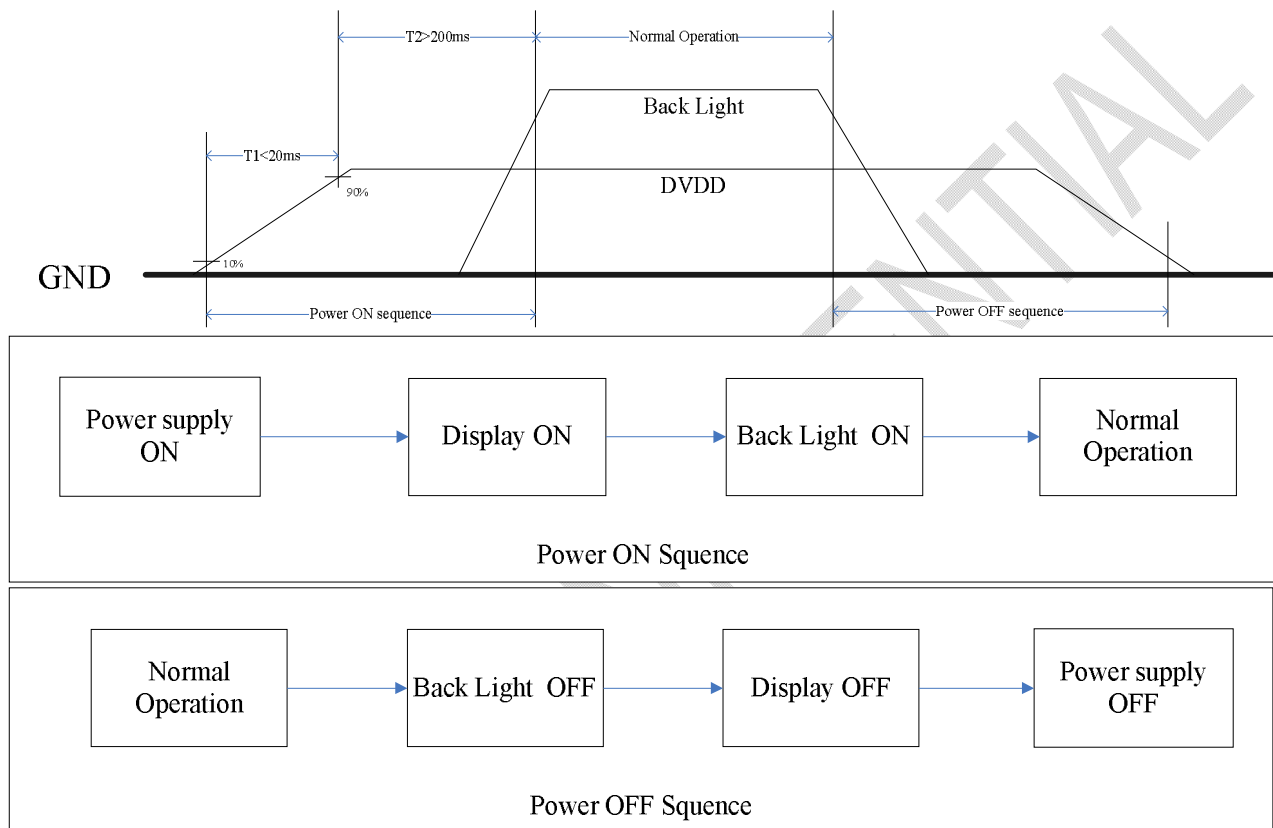 T2>200ms
Normal Operation
Back Light
T1<20ms
DVDD
90%
10%
GND
Power ON sequence
Power OFF sequence
Power supply
ON
Display ON
Back Light ON
Normal
Operation
Power ON Squence
Normal
Operation
Back Light OFF
Display OFF
Power supply
OFF
Power OFF Squence